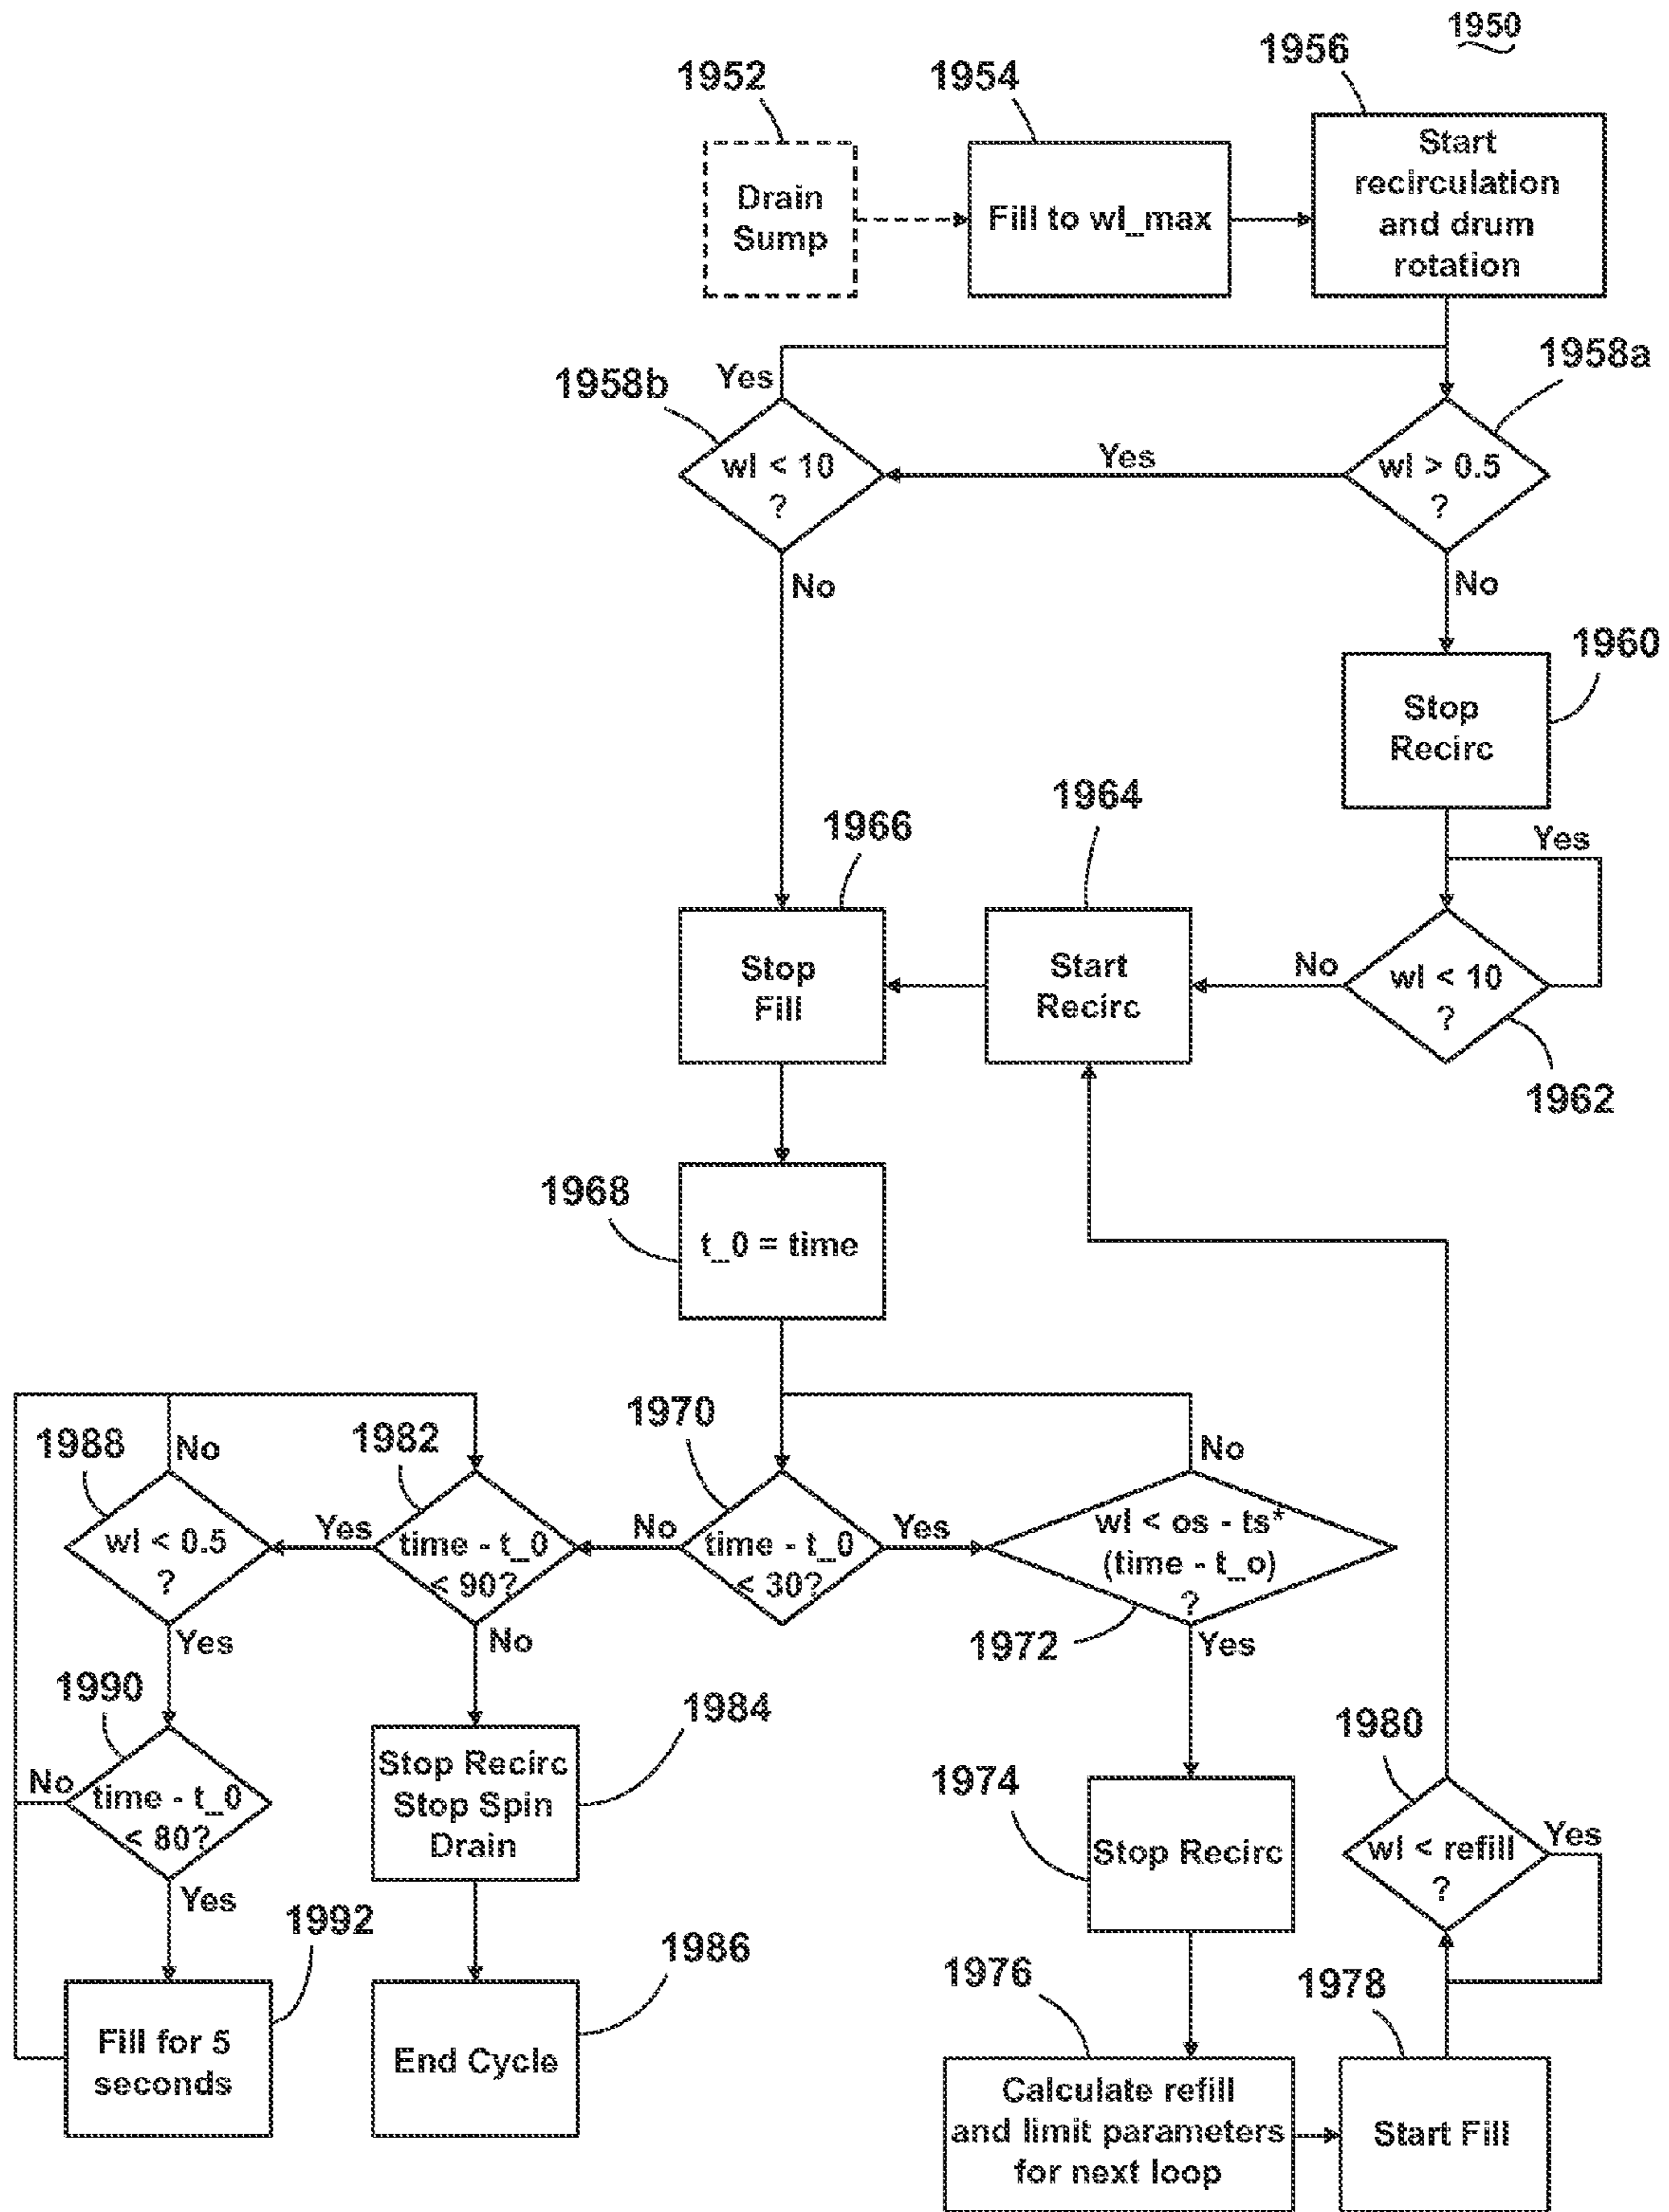 1950
1952
1954
1956
Drain
Sump
Fill to wl_max
Start
recirculation
and drum
rotation
1958b
Yes
1958a
wl < 10
?
Yes
wl > 0.5
?
No
No
1960
Stop
Recirc
1966
1964
Yes
Stop
Fill
Start
Recirc
No
wl < 10
?
1962
1968
t_0 = time
1988
No
1982
1970
No
wl < 0.5
?
Yes
time - t_0
< 90?
No
time - t_0
< 30?
Yes
wl < os - ts*
(time - t_o)
?
1972
Yes
No
Yes
1990
No
time - t_0
< 80?
Yes
Stop Recirc
Stop Spin
Drain
1984
1974
Stop Recirc
1980
wl < refill
?
Yes
1992
Fill for 5
seconds
End Cycle
1986
1976
Calculate refill
and limit parameters
for next loop
1978
Start Fill